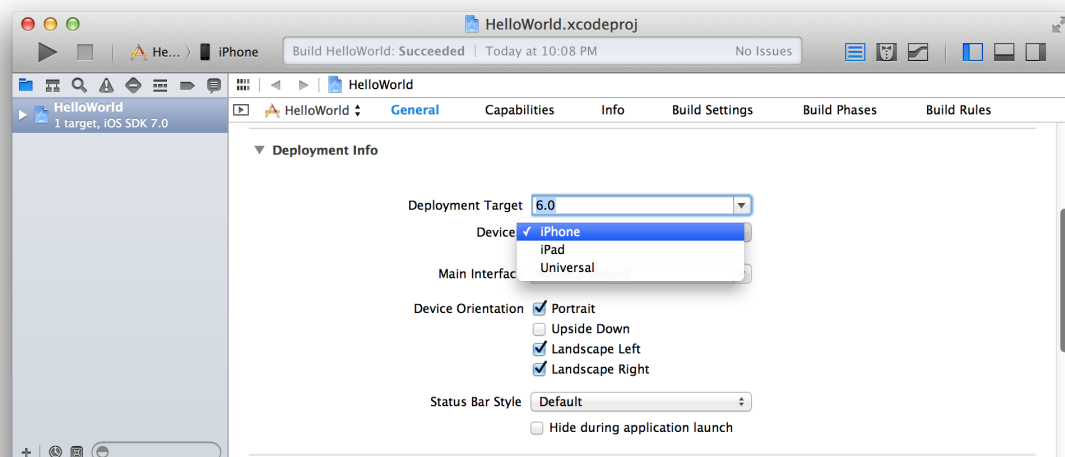 HelloWorld.xcodeproj
He... iPhone
Build HelloWorld: Succeeded | Today at 10:08 PM No Issues
HelloWorld
HelloWorld
1 target, iOS SDK 7.0
HelloWorld General Capabilities Info Build Settings Build Phases Build Rules
Deployment Info
Deployment Target 6.0
Device iPhone
iPad
Universal
Main Interfac
Device Orientation Portrait
Upside Down
Landscape Left
Landscape Right
Status Bar Style Default
Hide during application launch